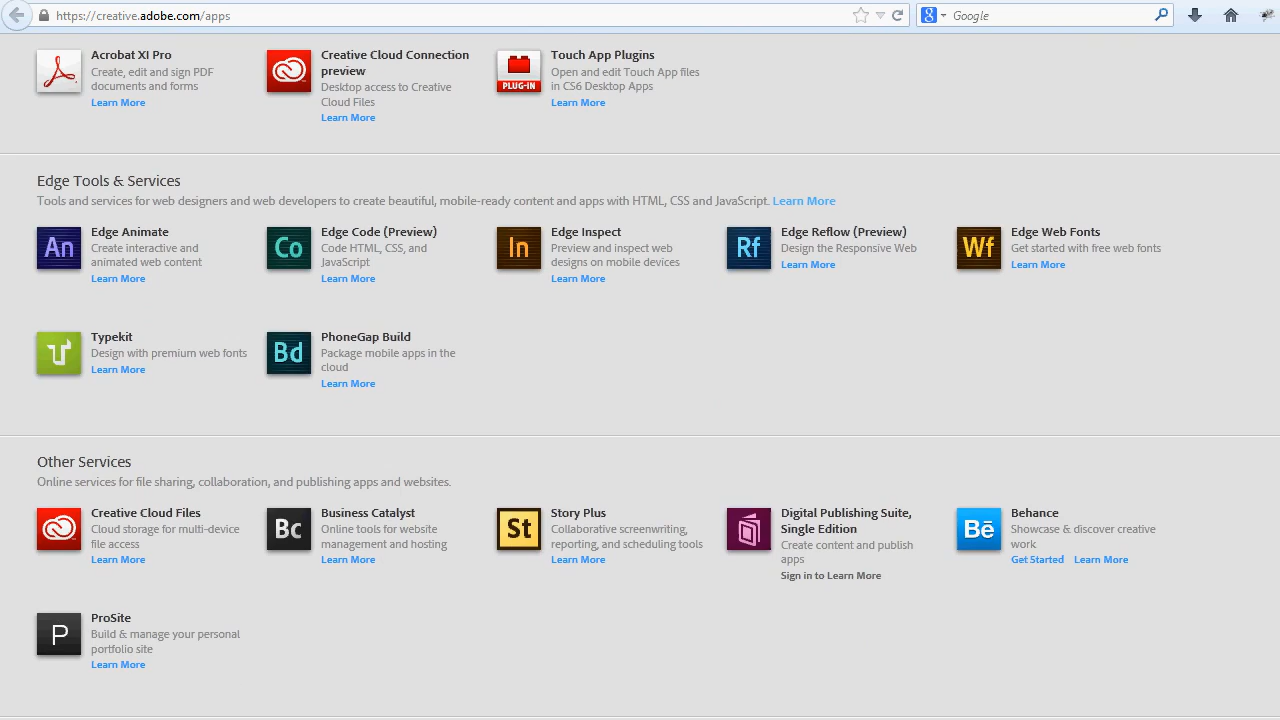 https://creative.adobe.com/apps
8
Google
Acrobat XI Pro
Create, edit and sign PDF
documents and forms
Learn More
Creative Cloud Connection
preview
Desktop access to Creative
Cloud Files
Learn More
PLUG-IN
Touch App Plugins
Open and edit Touch App files
in CS6 Desktop Apps
Learn More
Edge Tools & Services
Tools and services for web designers and web developers to create beautiful, mobile-ready content and apps with HTML, CSS and JavaScript. Learn More
An
Edge Animate
Create interactive and
animated web content
Learn More
Co
Edge Code (Preview)
Code HTML, CSS, and
JavaScript
Learn More
In
Edge Inspect
Preview and inspect web
designs on mobile devices
Learn More
Rf
Edge Reflow (Preview)
Design the Responsive Web
Learn More
Wf
Edge Web Fonts
Get started with free web fonts
Learn More
Typekit
Design with premium web fonts
Learn More
Bd
PhoneGap Build
Package mobile apps in the
cloud
Learn More
Other Services
Online services for file sharing, collaboration, and publishing apps and websites.
Creative Cloud Files
Cloud storage for multi-device
file access
Learn More
Bc
Business Catalyst
Online tools for website
management and hosting
Learn More
St
Story Plus
Collaborative screenwriting,
reporting, and scheduling tools
Learn More
Digital Publishing Suite,
Single Edition
Create content and publish
apps
Sign in to Learn More
Bē
Behance
Showcase & discover creative
work
Get Started Learn More
P
ProSite
Build & manage your personal
portfolio site
Learn More